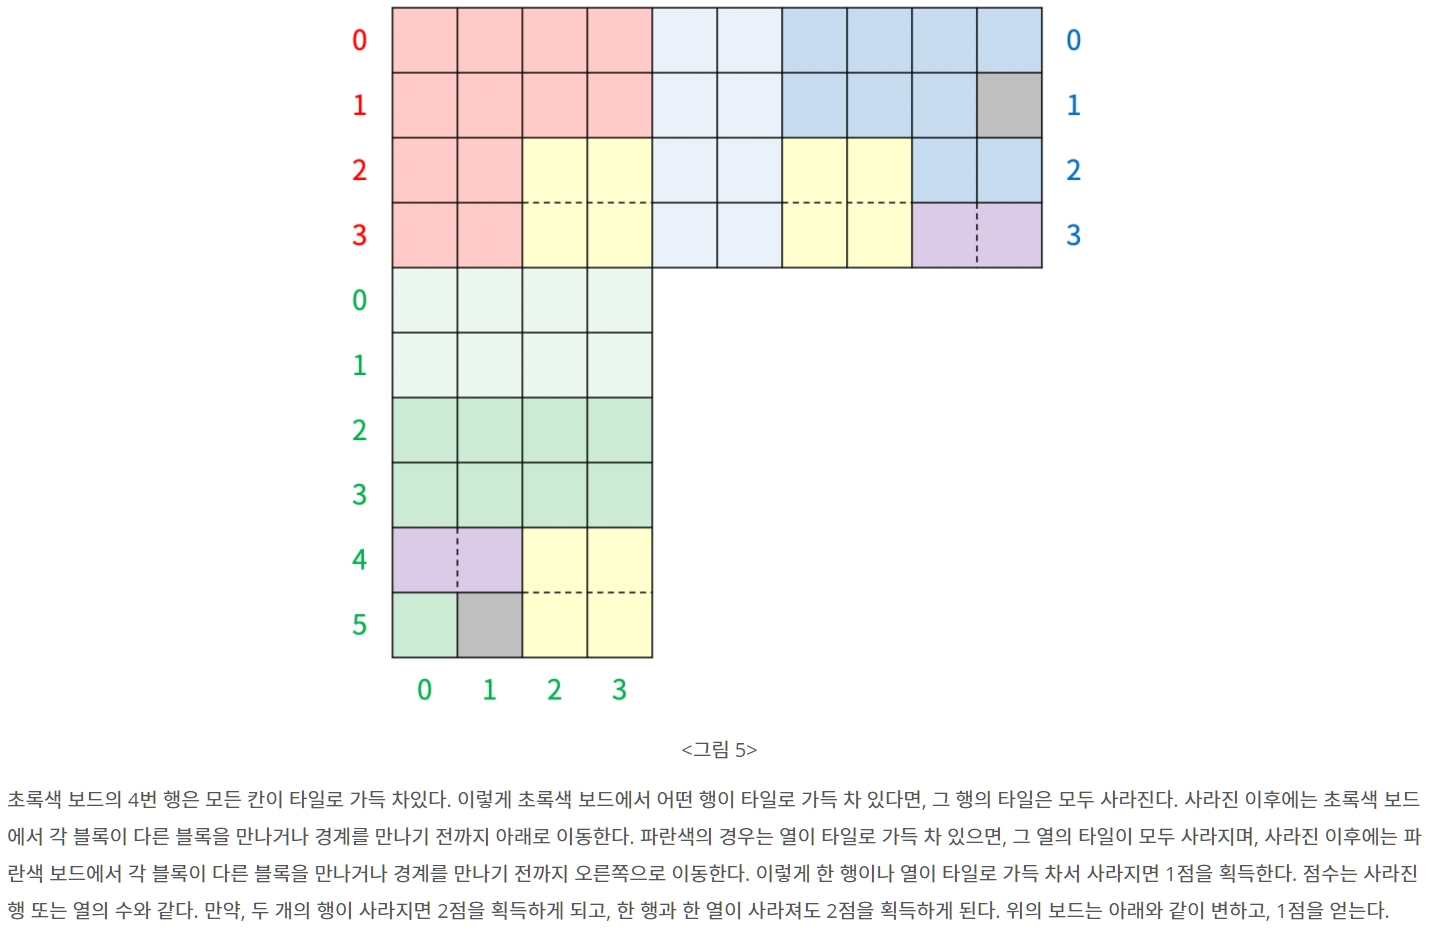 0 0
1 1
2 2
3 3
0
1
2
3
4
5
0 1 2 3
<그림 5>
초록색 보드의 4번 행은 모든 칸이 타일로 가득 차있다. 이렇게 초록색 보드에서 어떤 행이 타일로 가득 차 있다면, 그 행의 타일은 모두 사라진다. 사라진 이후에는 초록색 보드
에서 각 블록이 다른 블록을 만나거나 경계를 만나기 전까지 아래로 이동한다. 파란색의 경우는 열이 타일로 가득 차 있으면, 그 열의 타일이 모두 사라지며, 사라진 이후에는 파
란색 보드에서 각 블록이 다른 블록을 만나거나 경계를 만나기 전까지 오른쪽으로 이동한다. 이렇게 한 행이나 열이 타일로 가득 차서 사라지면 1점을 획득한다. 점수는 사라진
행 또는 열의 수와 같다. 만약, 두 개의 행이 사라지면 2점을 획득하게 되고, 한 행과 한 열이 사라져도 2점을 획득하게 된다. 위의 보드는 아래와 같이 변하고, 1점을 얻는다.